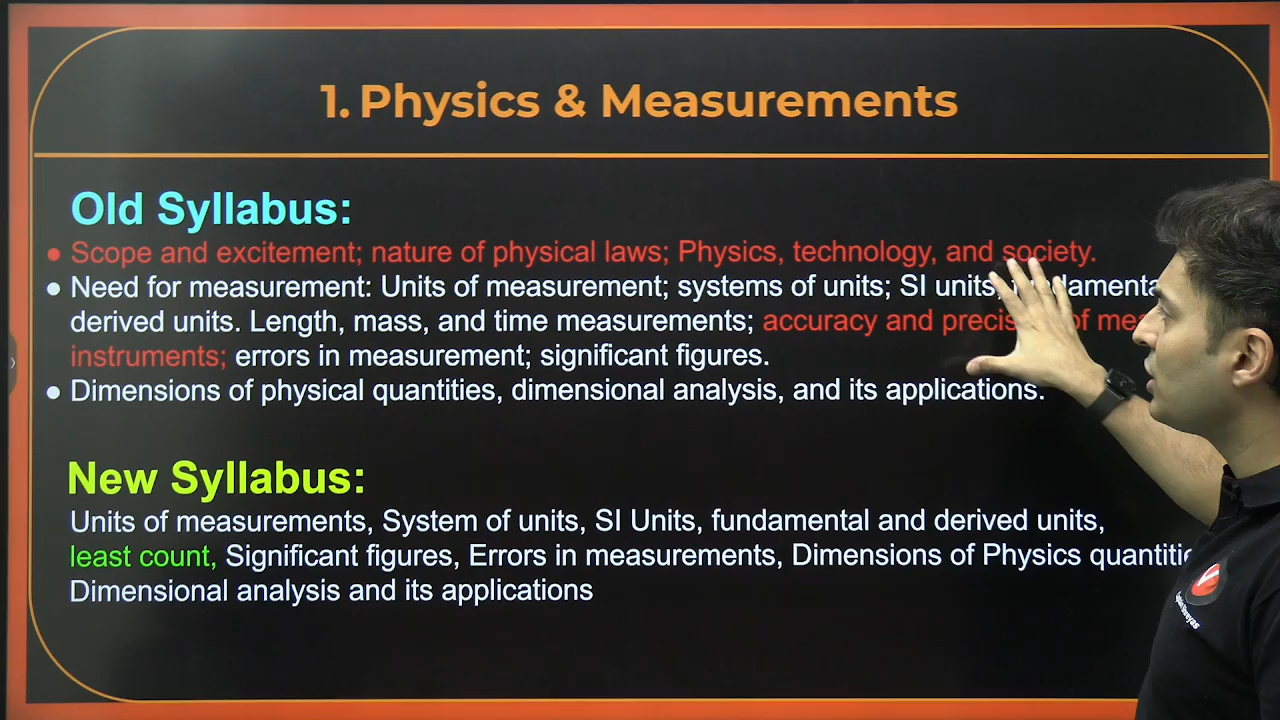 1. Physics & Measurements
Old Syllabus:
● Scope and excitement; nature of physical laws; Physics, technology, and society.
● Need for measurement: Units of measurement; systems of units; SI units,
derived units. Length, mass, and time measurements; accuracy and of
instruments; errors in measurement; significant figures.
● Dimensions of physical quantities, dimensional analysis, and its applications.
New Syllabus:
Units of measurements, System of units, SI Units, fundamental and derived units,
least count, Significant figures, Errors in measurements, Dimensions of Physics
Dimensional analysis and its applications